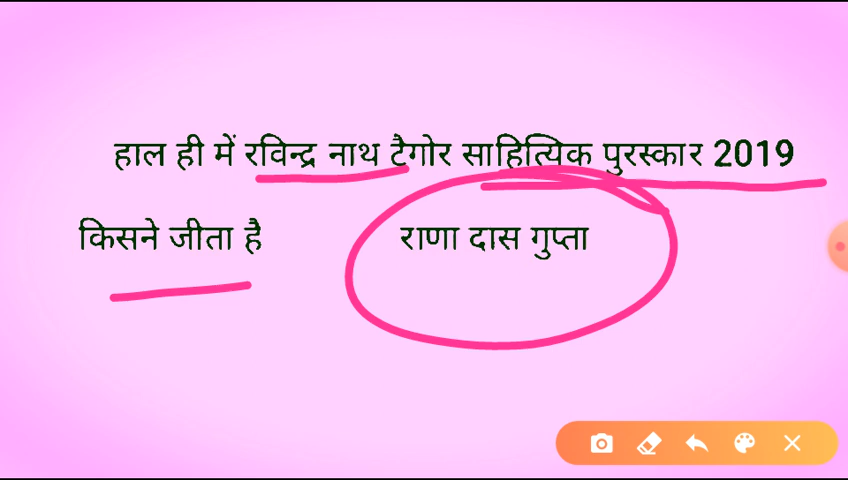 हाल ही में रविन्द्र नाथ टैगोर साहित्यिक पुरस्कार 2019
किसने जीता है राणा दास गुप्ता